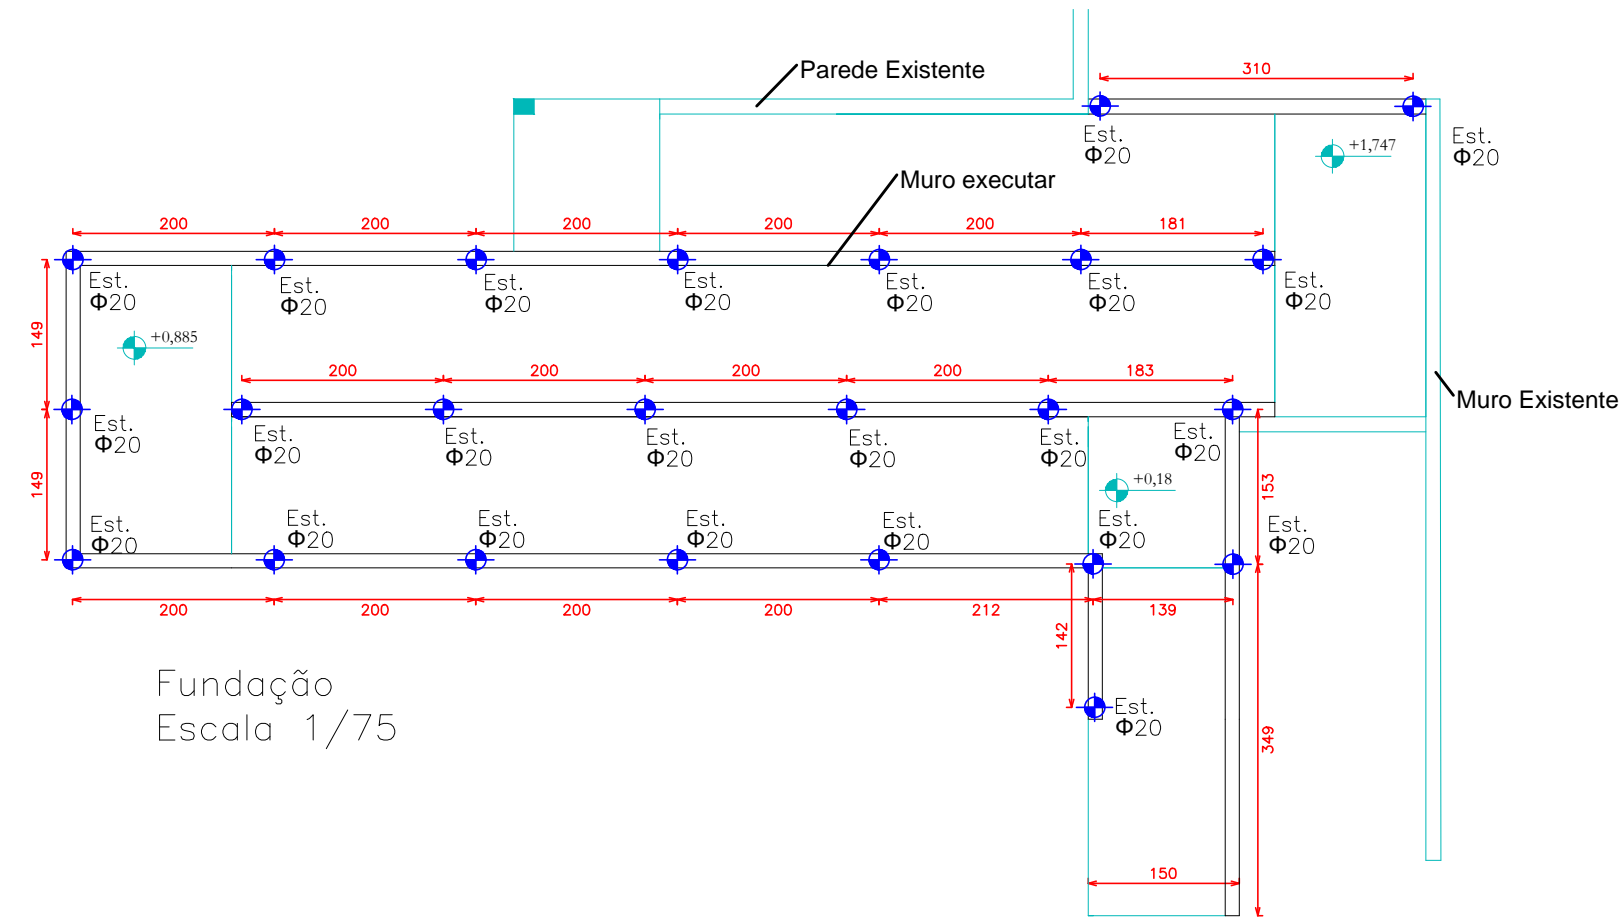 310
Parede Existente
Est.
Φ20
Est.
Φ20
+1,747
Muro executar
200
200
200
200
200
181
Est.
Φ20
Est.
Φ20
Est.
Φ20
Est.
Φ20
Est.
Φ20
Est.
Φ20
Est.
Φ20
149
+0,885
200
200
200
200
183
Muro Existente
Est.
Φ20
Est.
Φ20
Est.
Φ20
Est.
Φ20
Est.
Φ20
Est.
Φ20
Est.
Φ20
149
+0,18
153
Est.
Φ20
Est.
Φ20
Est.
Φ20
Est.
Φ20
Est.
Φ20
Est.
Φ20
Est.
Φ20
200
200
200
200
212
139
142
Fundação
Escala 1/75
Est.
Φ20
349
150